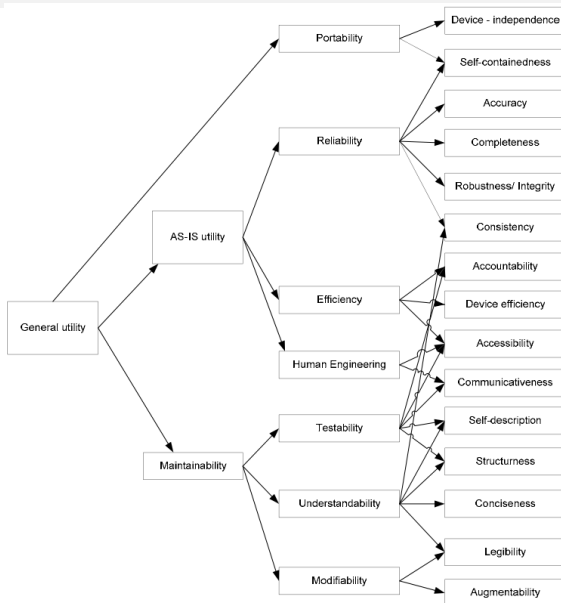 Device - independence
Portability
Self-containedness
Accuracy
Reliability
Completeness
Robustness/ Integrity
AS-IS utility
Consistency
Accountability
Efficiency
Device efficiency
General utility
Accessibility
Human Engineering
Communicativeness
Self-description
Testability
Structurness
Maintainability
Understandability
Conciseness
Legibility
Modifiability
Augmentability